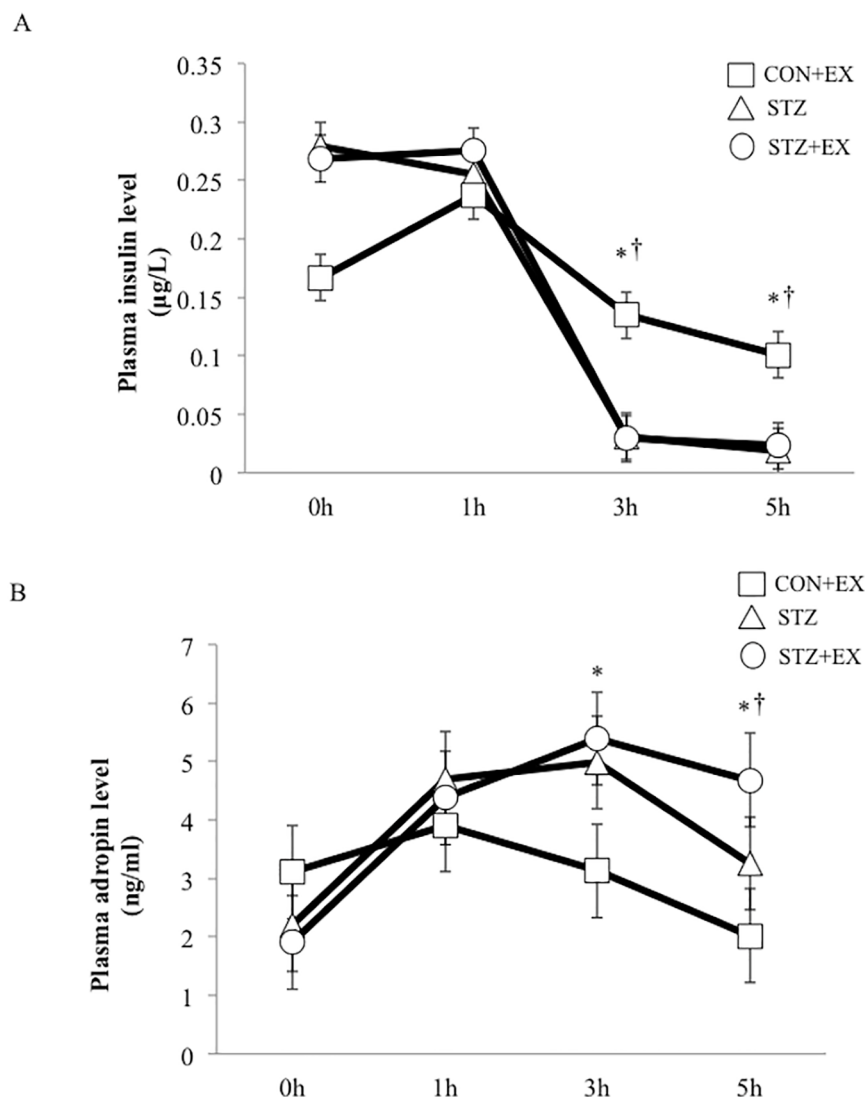 A
CON+EX
STZ
STZ+EX
Plasma insulin level
(µg/L)
0.35
0.3
0.25
0.2
0.15
0.1
0.05
0
*†
*†
0h 1h 3h 5h
B
CON+EX
STZ
STZ+EX
Plasma adropin level
(ng/ml)
7
6
5
4
3
2
1
0
*
*†
0h 1h 3h 5h